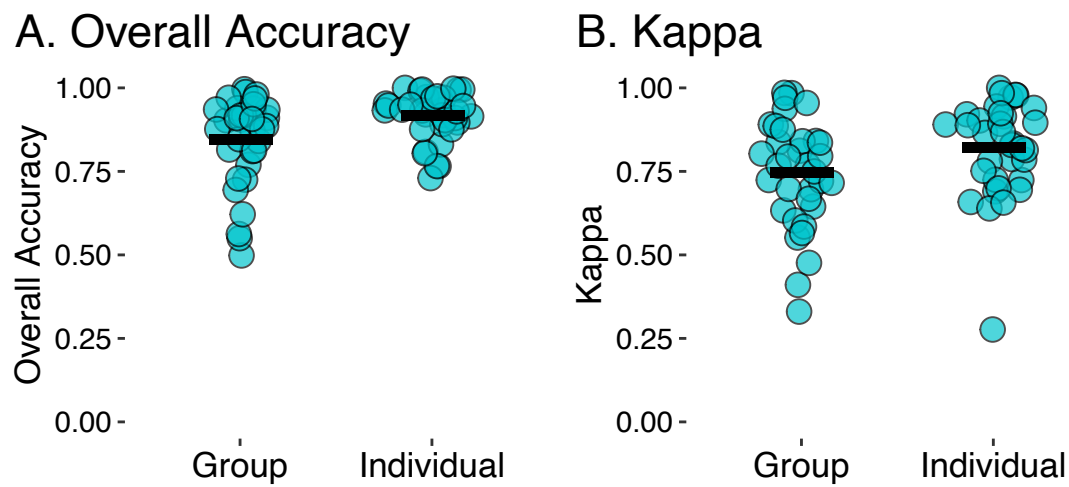 A. Overall Accuracy
Overall Accuracy
1.00
0.75
0.50
0.25
0.00
Group
Individual
B. Kappa
Kappa
1.00
0.75
0.50
0.25
0.00
Group
Individual